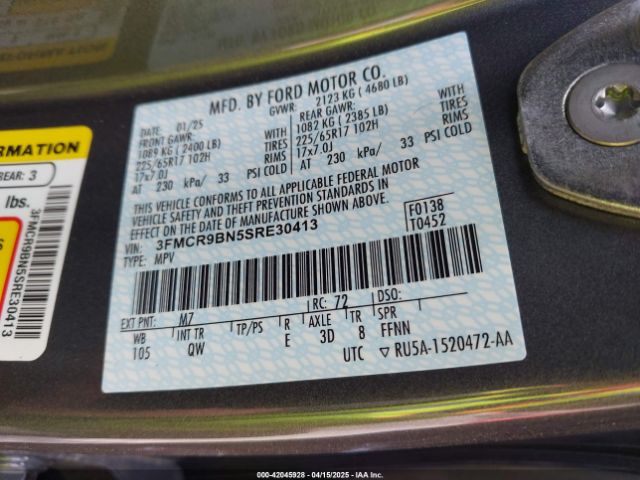 MFD. BY FORD MOTOR CO.
DATE: 01/25 GVWR: 2123 KG ( 4680 LB)
FRONT GAWR: REAR GAWR:
1089 KG ( 2400 LB) WITH 1082 KG ( 2385 LB) WITH
225/65R17 102H TIRES 225/65R17 102H TIRES
17x7.0J RIMS 17x7.0J RIMS
AT 230 kPa/ 33 PSI COLD AT 230 kPa/ 33 PSI COLD
THIS VEHICLE CONFORMS TO ALL APPLICABLE FEDERAL MOTOR
VEHICLE SAFETY AND THEFT PREVENTION STANDARDS IN
EFFECT ON THE DATE OF MANUFACTURE SHOWN ABOVE.
VIN: 3FMCR9BN5SRE30413 F0138
TYPE: MPV T0452
EXT PNT: M7 RC: 72 DSO:
WB INT TR TP/PS R AXLE TR SPR
105 QW E 3D 8 FFNN
UTC ▽ RU5A-1520472-AA
ORMATION
REAR: 3
lbs.
3FMCR9BN5SRE30413
000-42045928 - 04/15/2025 - IAA Inc.